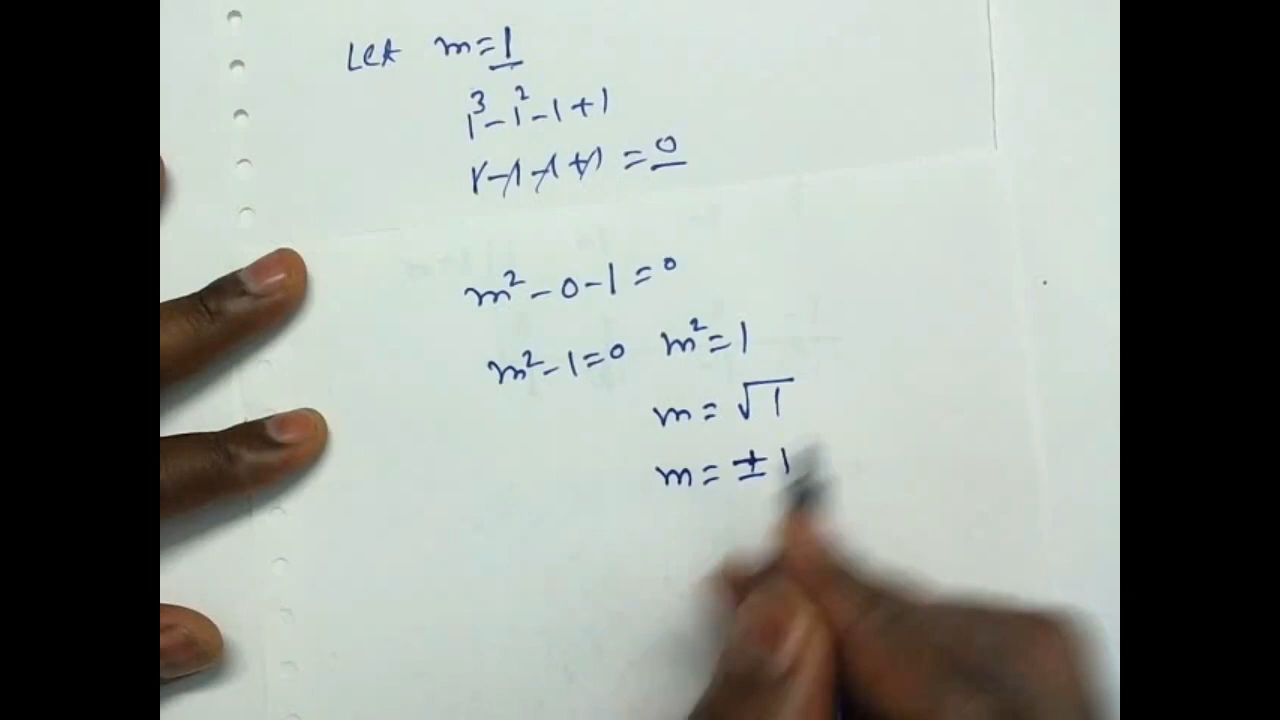 Let m=1
1³-1²-1+1
1-1-1+1 =0
m²-0-1=0
m²-1=0 m²=1
m=√1
m=±1